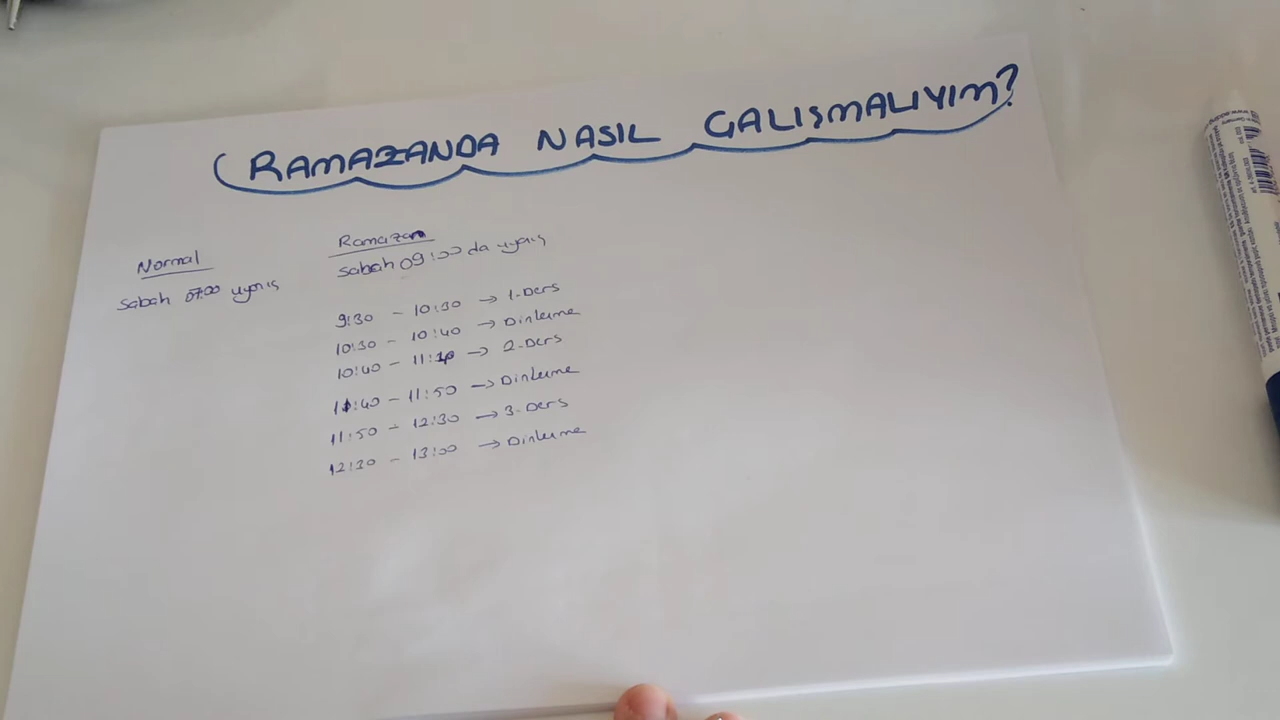 RAMAZANDA NASIL ÇALIŞMALIYIM?
Normal
Sabah 07:00 uyanış
Ramazan
Sabah 09:00 da uyanış
9:30 - 10:30 → 1.Ders
10:30 - 10:40 → Dinlenme
10:40 - 11:40 → 2.Ders
11:40 - 11:50 → Dinlenme
11:50 - 12:30 → 3.Ders
12:30 - 13:00 → Dinlenme